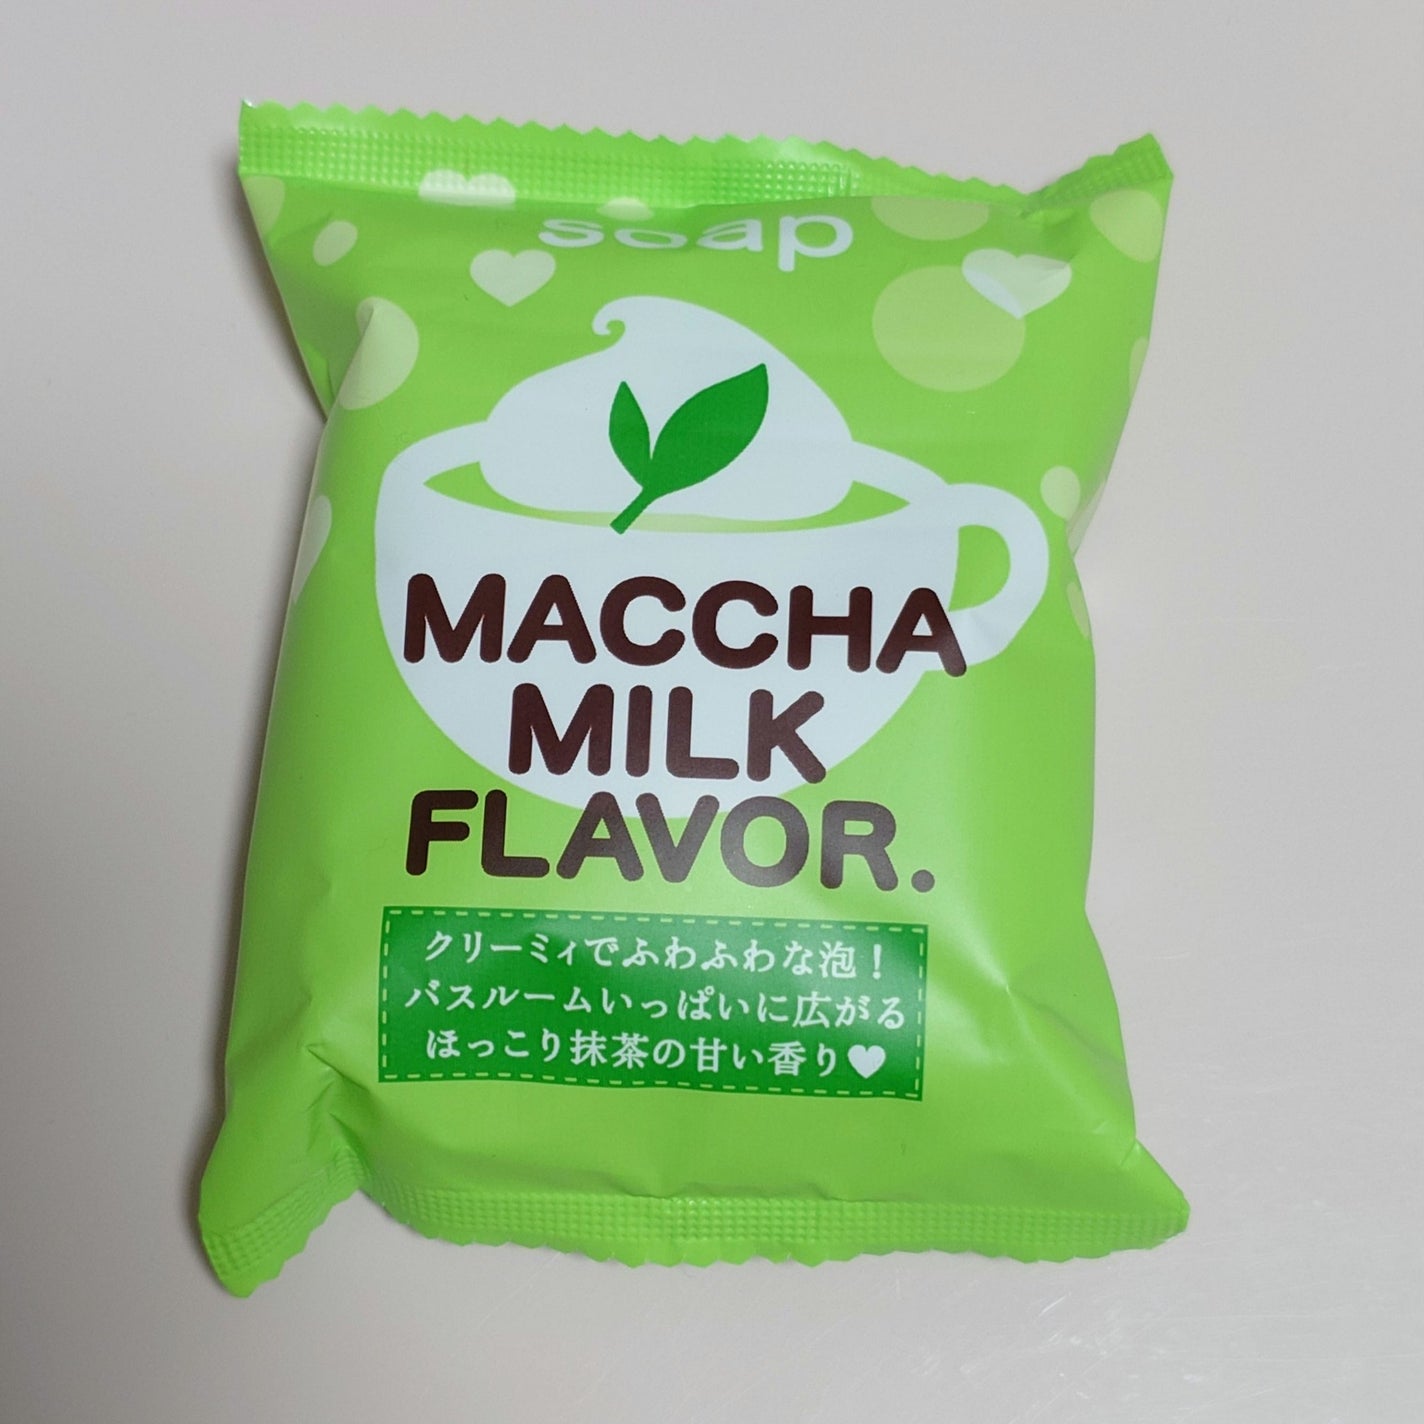 soap
MACCHA
MILK
FLAVOR.
クリーミィでふわふわな泡！
バスルームいっぱいに広がる
ほっこり抹茶の甘い香り♥